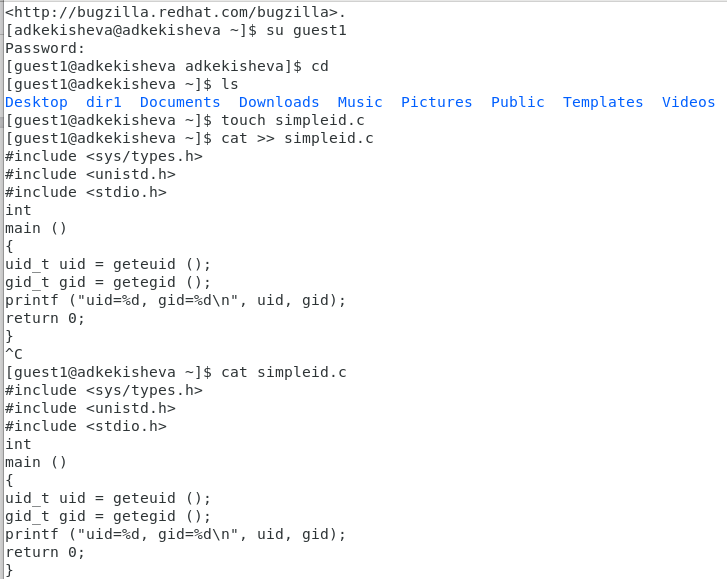 <http://bugzilla.redhat.com/bugzilla>.
[adkekisheva@adkekisheva ~]$ su guest1
Password:
[guest1@adkekisheva adkekisheva]$ cd
[guest1@adkekisheva ~]$ ls
Desktop  dir1  Documents  Downloads  Music  Pictures  Public  Templates  Videos
[guest1@adkekisheva ~]$ touch simpleid.c
[guest1@adkekisheva ~]$ cat >> simpleid.c
#include <sys/types.h>
#include <unistd.h>
#include <stdio.h>
int
main ()
{
uid_t uid = geteuid ();
gid_t gid = getegid ();
printf ("uid=%d, gid=%d\n", uid, gid);
return 0;
}
^C
[guest1@adkekisheva ~]$ cat simpleid.c
#include <sys/types.h>
#include <unistd.h>
#include <stdio.h>
int
main ()
{
uid_t uid = geteuid ();
gid_t gid = getegid ();
printf ("uid=%d, gid=%d\n", uid, gid);
return 0;
}